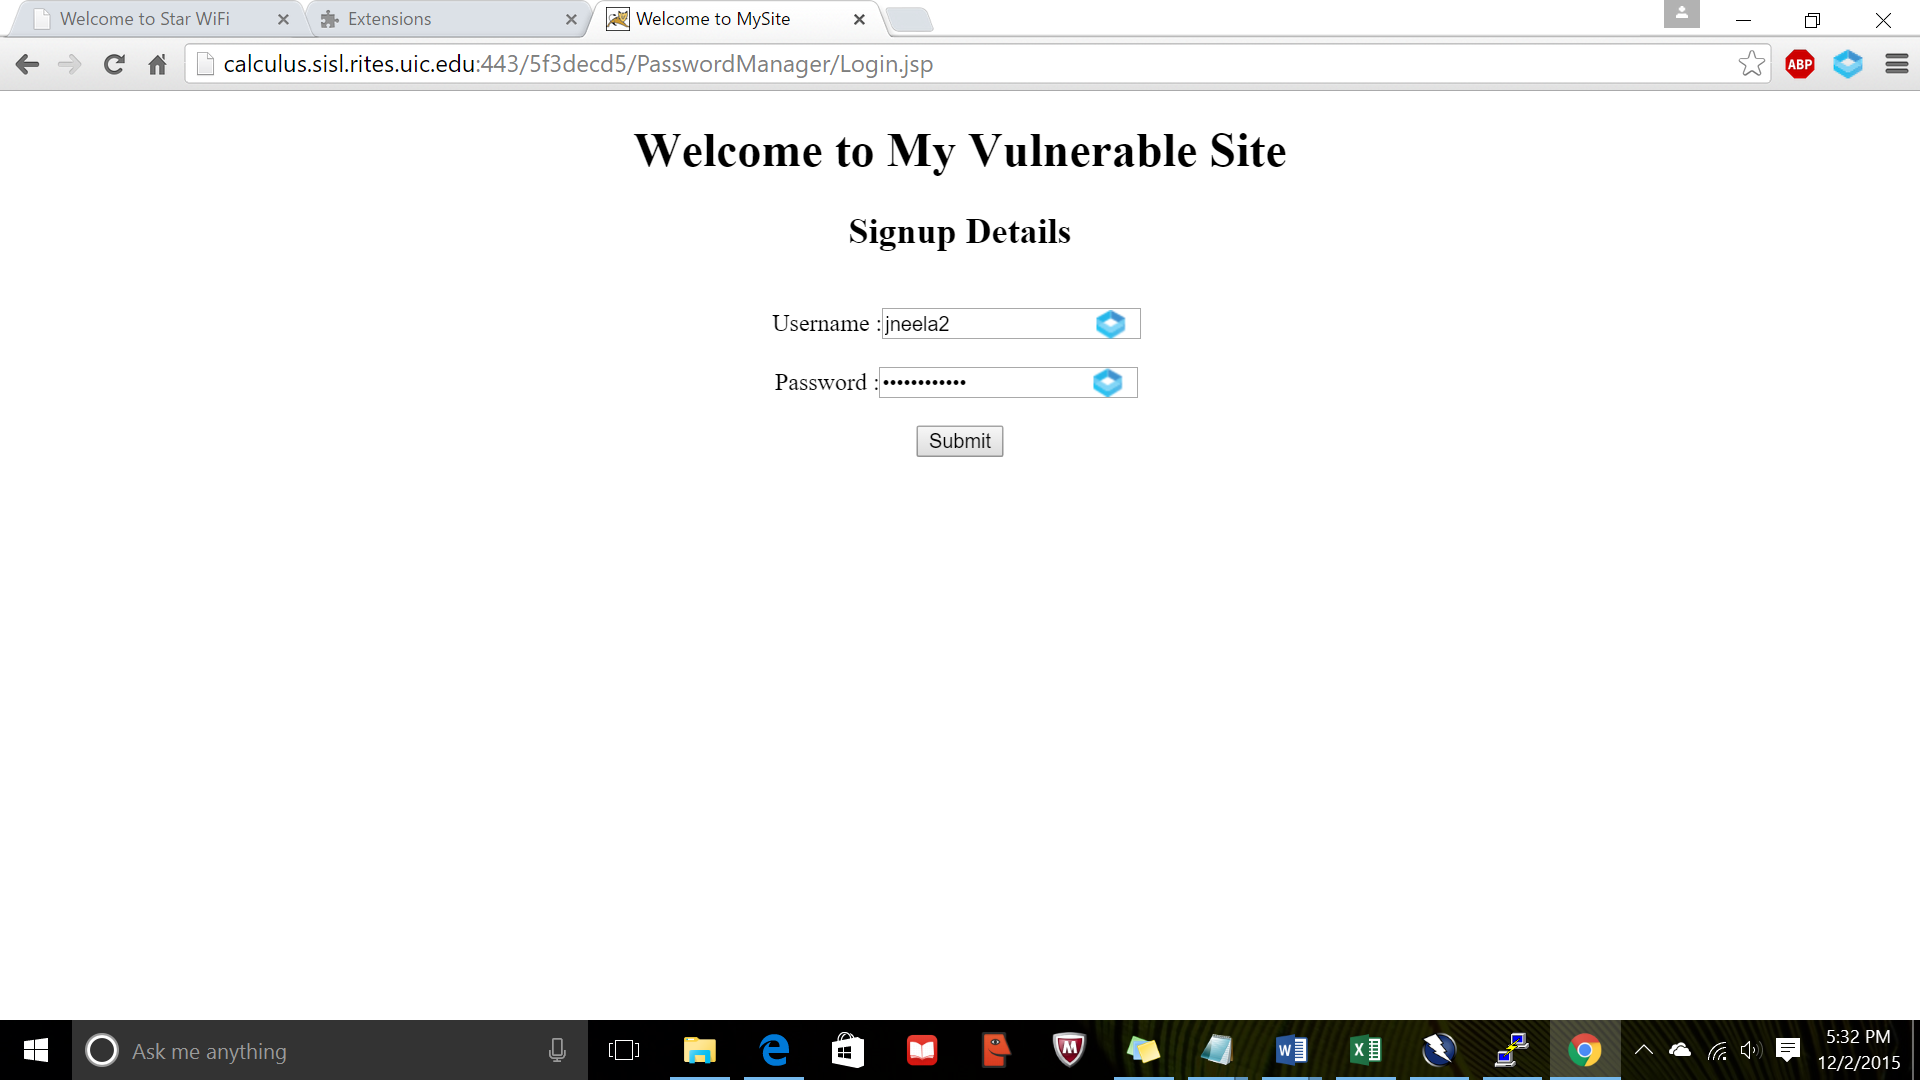 Welcome to Star WiFi
Extensions
Welcome to MySite
calculus.sisl.rites.uic.edu:443/5f3decd5/PasswordManager/Login.jsp
ABP
Welcome to My Vulnerable Site
Signup Details
Username :jneela2
Password :••••••••••••
Submit
Ask me anything
5:32 PM
12/2/2015